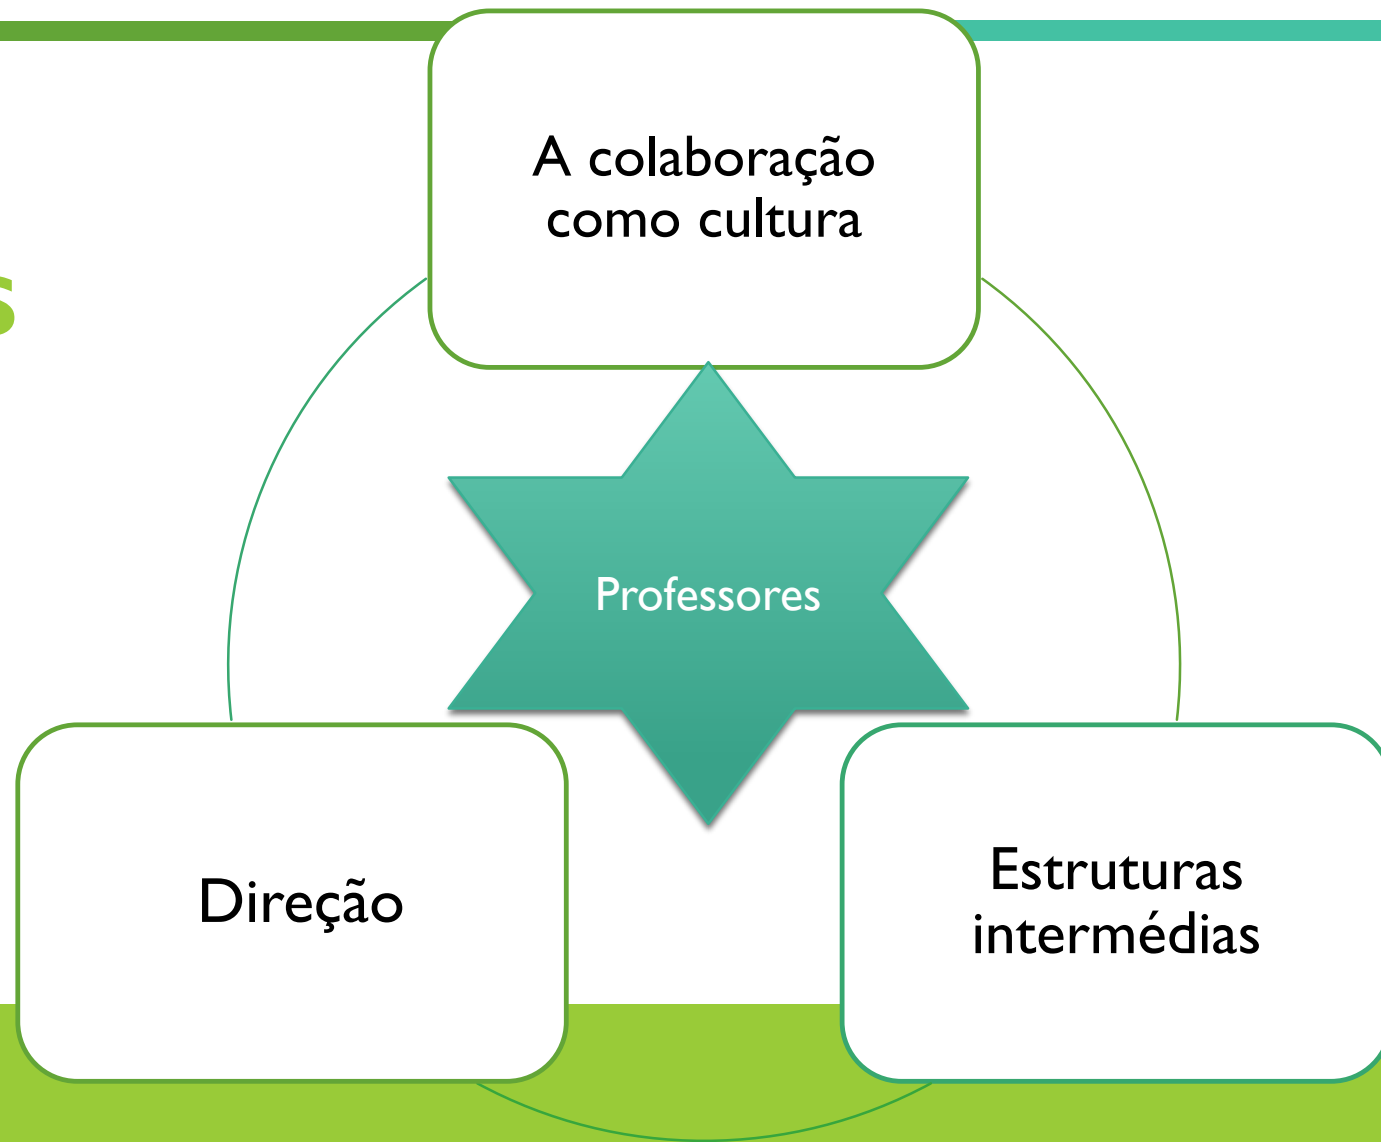 A colaboração
como cultura
s
Professores
Direção
Estruturas
intermédias